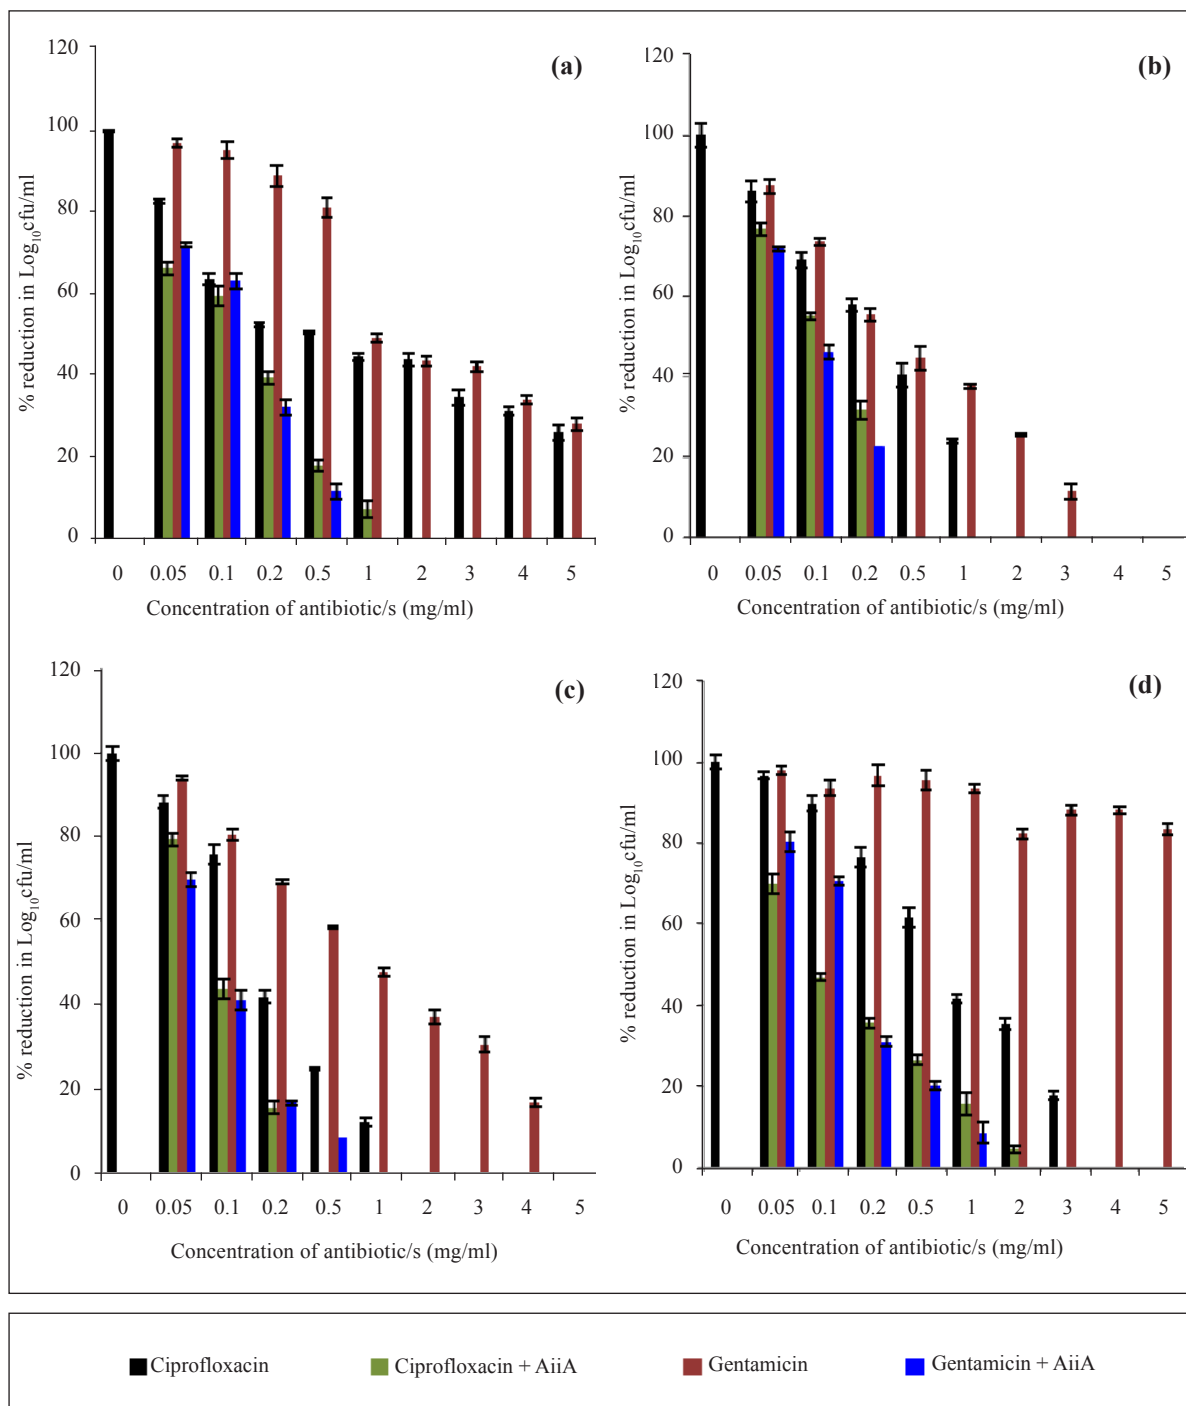 (a)
% reduction in Log10cfu/ml
120
100
80
60
40
20
0
0 0.05 0.1 0.2 0.5 1 2 3 4 5
Concentration of antibiotic/s (mg/ml)
(b)
% reduction in Log10cfu/ml
120
100
80
60
40
20
0
0 0.05 0.1 0.2 0.5 1 2 3 4 5
Concentration of antibiotic/s (mg/ml)
(c)
% reduction in Log10cfu/ml
120
100
80
60
40
20
0
0 0.05 0.1 0.2 0.5 1 2 3 4 5
Concentration of antibiotic/s (mg/ml)
(d)
% reduction in Log10cfu/ml
120
100
80
60
40
20
0
0 0.05 0.1 0.2 0.5 1 2 3 4 5
Concentration of antibiotic/s (mg/ml)
Ciprofloxacin Ciprofloxacin + AiiA Gentamicin Gentamicin + AiiA